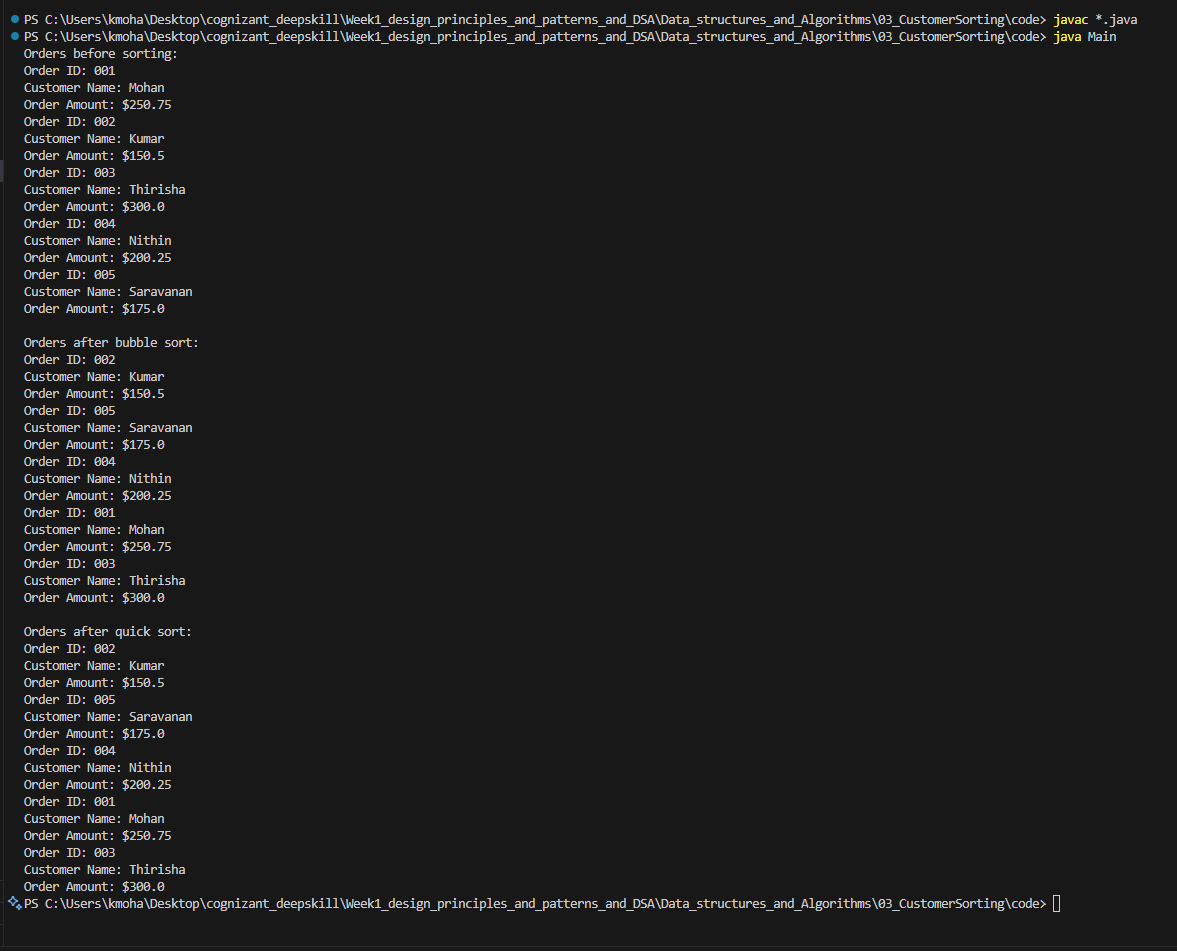 PS C:\Users\kmoha\Desktop\cognizant_deepskill\Week1_design_principles_and_patterns_and_DSA\Data_structures_and_Algorithms\03_CustomerSorting\code> javac *.java
PS C:\Users\kmoha\Desktop\cognizant_deepskill\Week1_design_principles_and_patterns_and_DSA\Data_structures_and_Algorithms\03_CustomerSorting\code> java Main
Orders before sorting:
Order ID: 001
Customer Name: Mohan
Order Amount: $250.75
Order ID: 002
Customer Name: Kumar
Order Amount: $150.5
Order ID: 003
Customer Name: Thirisha
Order Amount: $300.0
Order ID: 004
Customer Name: Nithin
Order Amount: $200.25
Order ID: 005
Customer Name: Saravanan
Order Amount: $175.0
Orders after bubble sort:
Order ID: 002
Customer Name: Kumar
Order Amount: $150.5
Order ID: 005
Customer Name: Saravanan
Order Amount: $175.0
Order ID: 004
Customer Name: Nithin
Order Amount: $200.25
Order ID: 001
Customer Name: Mohan
Order Amount: $250.75
Order ID: 003
Customer Name: Thirisha
Order Amount: $300.0
Orders after quick sort:
Order ID: 002
Customer Name: Kumar
Order Amount: $150.5
Order ID: 005
Customer Name: Saravanan
Order Amount: $175.0
Order ID: 004
Customer Name: Nithin
Order Amount: $200.25
Order ID: 001
Customer Name: Mohan
Order Amount: $250.75
Order ID: 003
Customer Name: Thirisha
Order Amount: $300.0
PS C:\Users\kmoha\Desktop\cognizant_deepskill\Week1_design_principles_and_patterns_and_DSA\Data_structures_and_Algorithms\03_CustomerSorting\code>